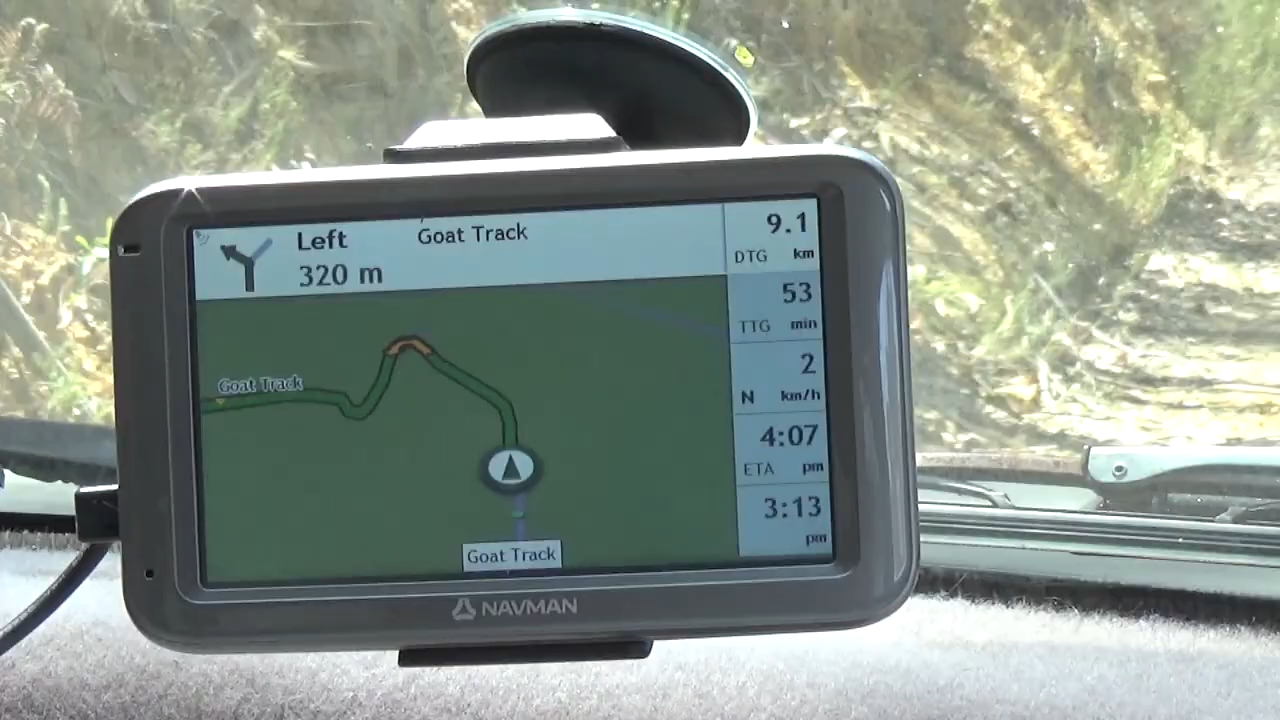 Left
320 m
Goat Track
9.1
DTG km
53
TTG min
2
N km/h
4:07
ETA pm
3:13
pm
Goat Track
Goat Track
NAVMAN